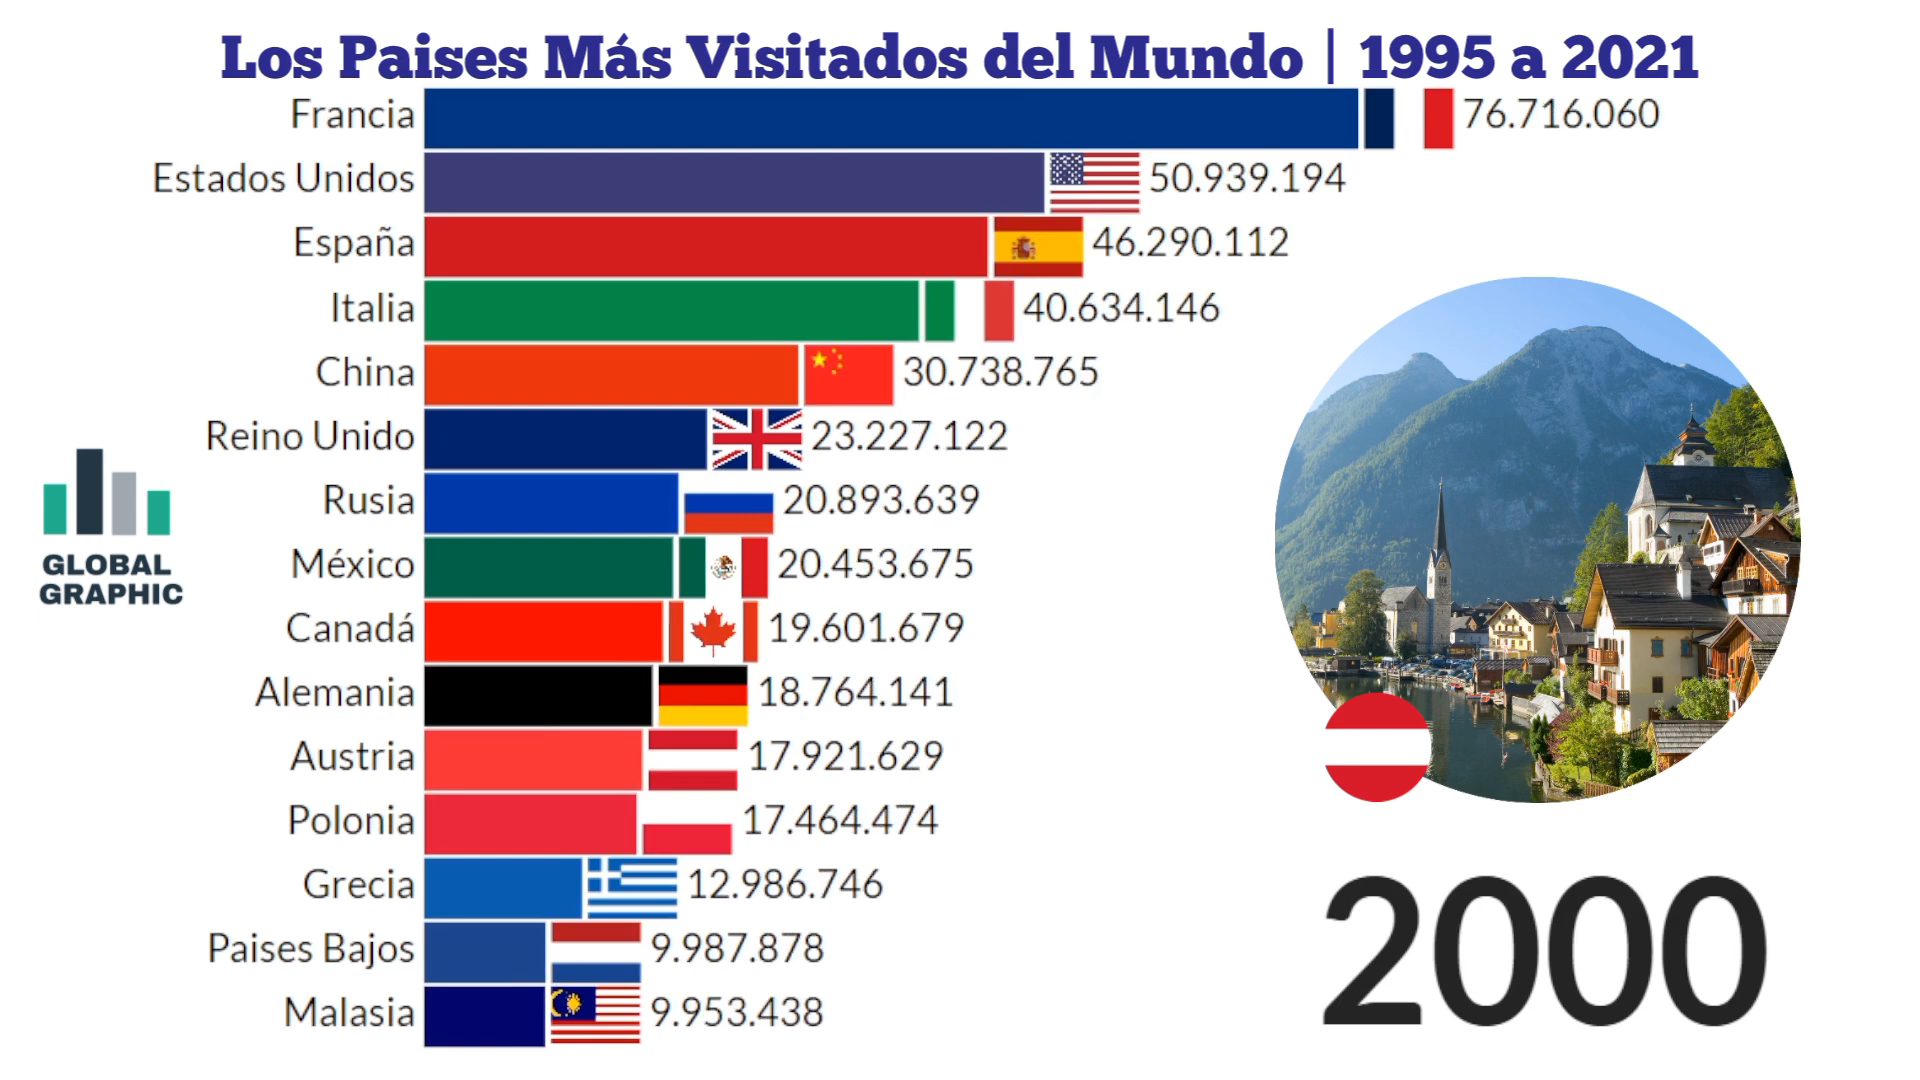 Los Paises Más Visitados del Mundo | 1995 a 2021
Francia 76.716.060
Estados Unidos 50.939.194
España 46.290.112
Italia 40.634.146
China 30.738.765
Reino Unido 23.227.122
Rusia 20.893.639
México 20.453.675
Canadá 19.601.679
Alemania 18.764.141
Austria 17.921.629
Polonia 17.464.474
Grecia 12.986.746
Paises Bajos 9.987.878
Malasia 9.953.438
GLOBAL
GRAPHIC
2000